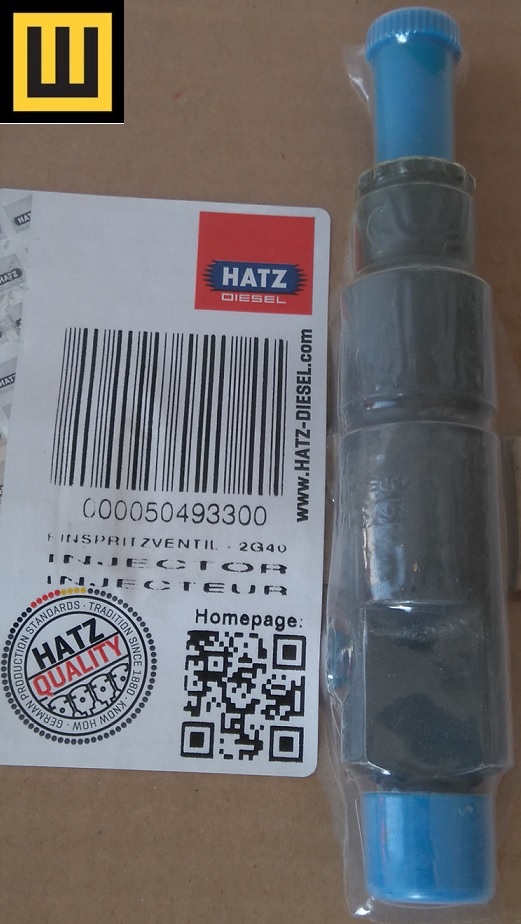 Ш
HATZ
DIESEL
www.HATZ-DIESEL.com
000050493300
EINSPRITZVENTIL - 2G40
INJECTOR
INJECTEUR
Homepage:
GERMAN PRODUCTION STANDARDS · TRADITION SINCE 1880 · KNOW HOW ·
HATZ
QUALITY